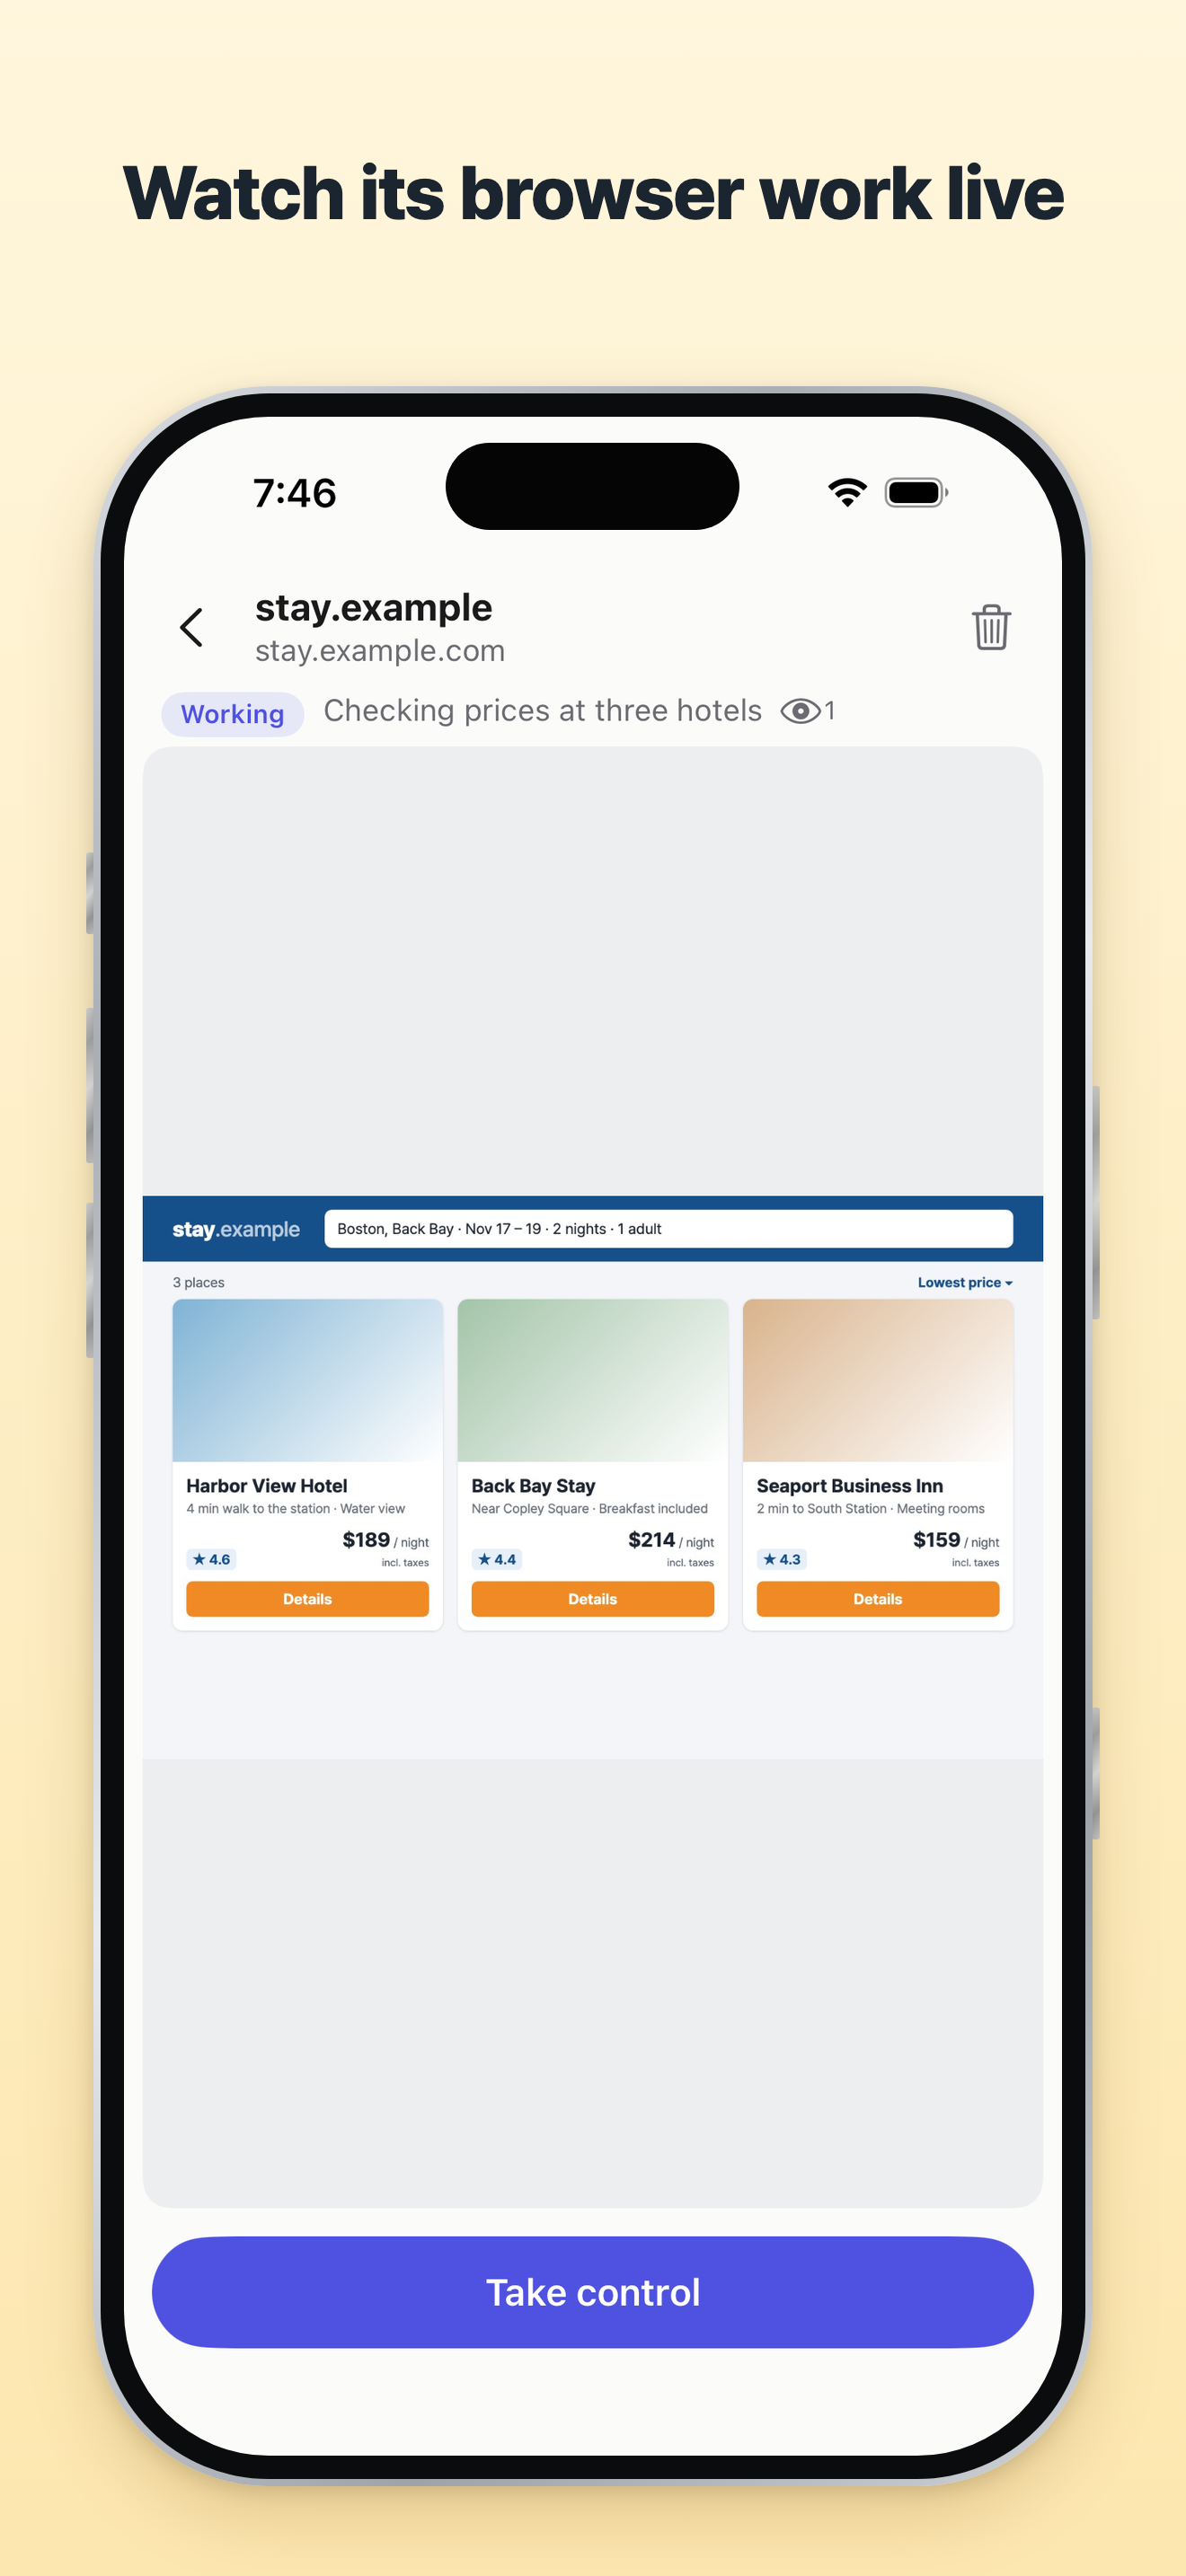 Watch its browser work live
7:46
stay.example
stay.example.com
Working Checking prices at three hotels 1
stay.example Boston, Back Bay · Nov 17 – 19 · 2 nights · 1 adult
3 places Lowest price
Harbor View Hotel
4 min walk to the station · Water view
$189 / night
★ 4.6 incl. taxes
Details
Back Bay Stay
Near Copley Square · Breakfast included
$214 / night
★ 4.4 incl. taxes
Details
Seaport Business Inn
2 min to South Station · Meeting rooms
$159 / night
★ 4.3 incl. taxes
Details
Take control